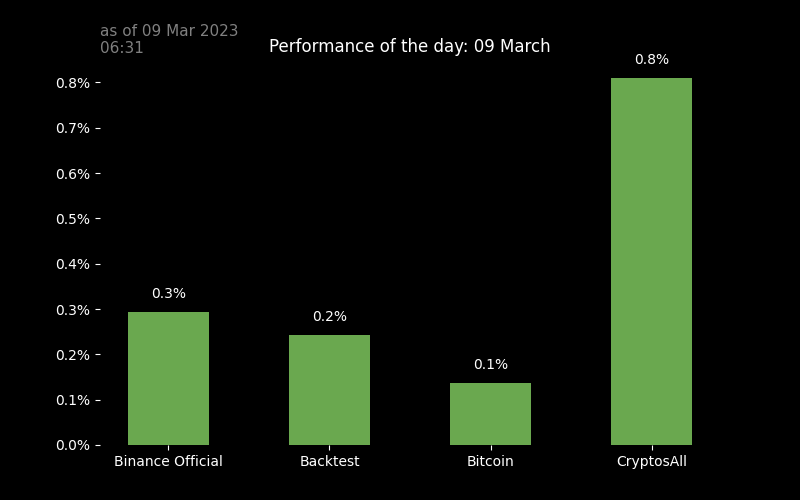 as of 09 Mar 2023
06:31
Performance of the day: 09 March
0.8%
0.8%
0.7%
0.6%
0.5%
0.4%
0.3%
0.2%
0.1%
0.0%
0.3%
0.2%
0.1%
Binance Official
Backtest
Bitcoin
CryptosAll